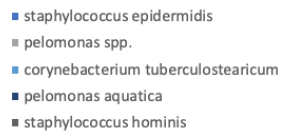 staphylococcus epidermidis
pelomonas spp.
corynebacterium tuberculostearicum
pelomonas aquatica
staphylococcus hominis